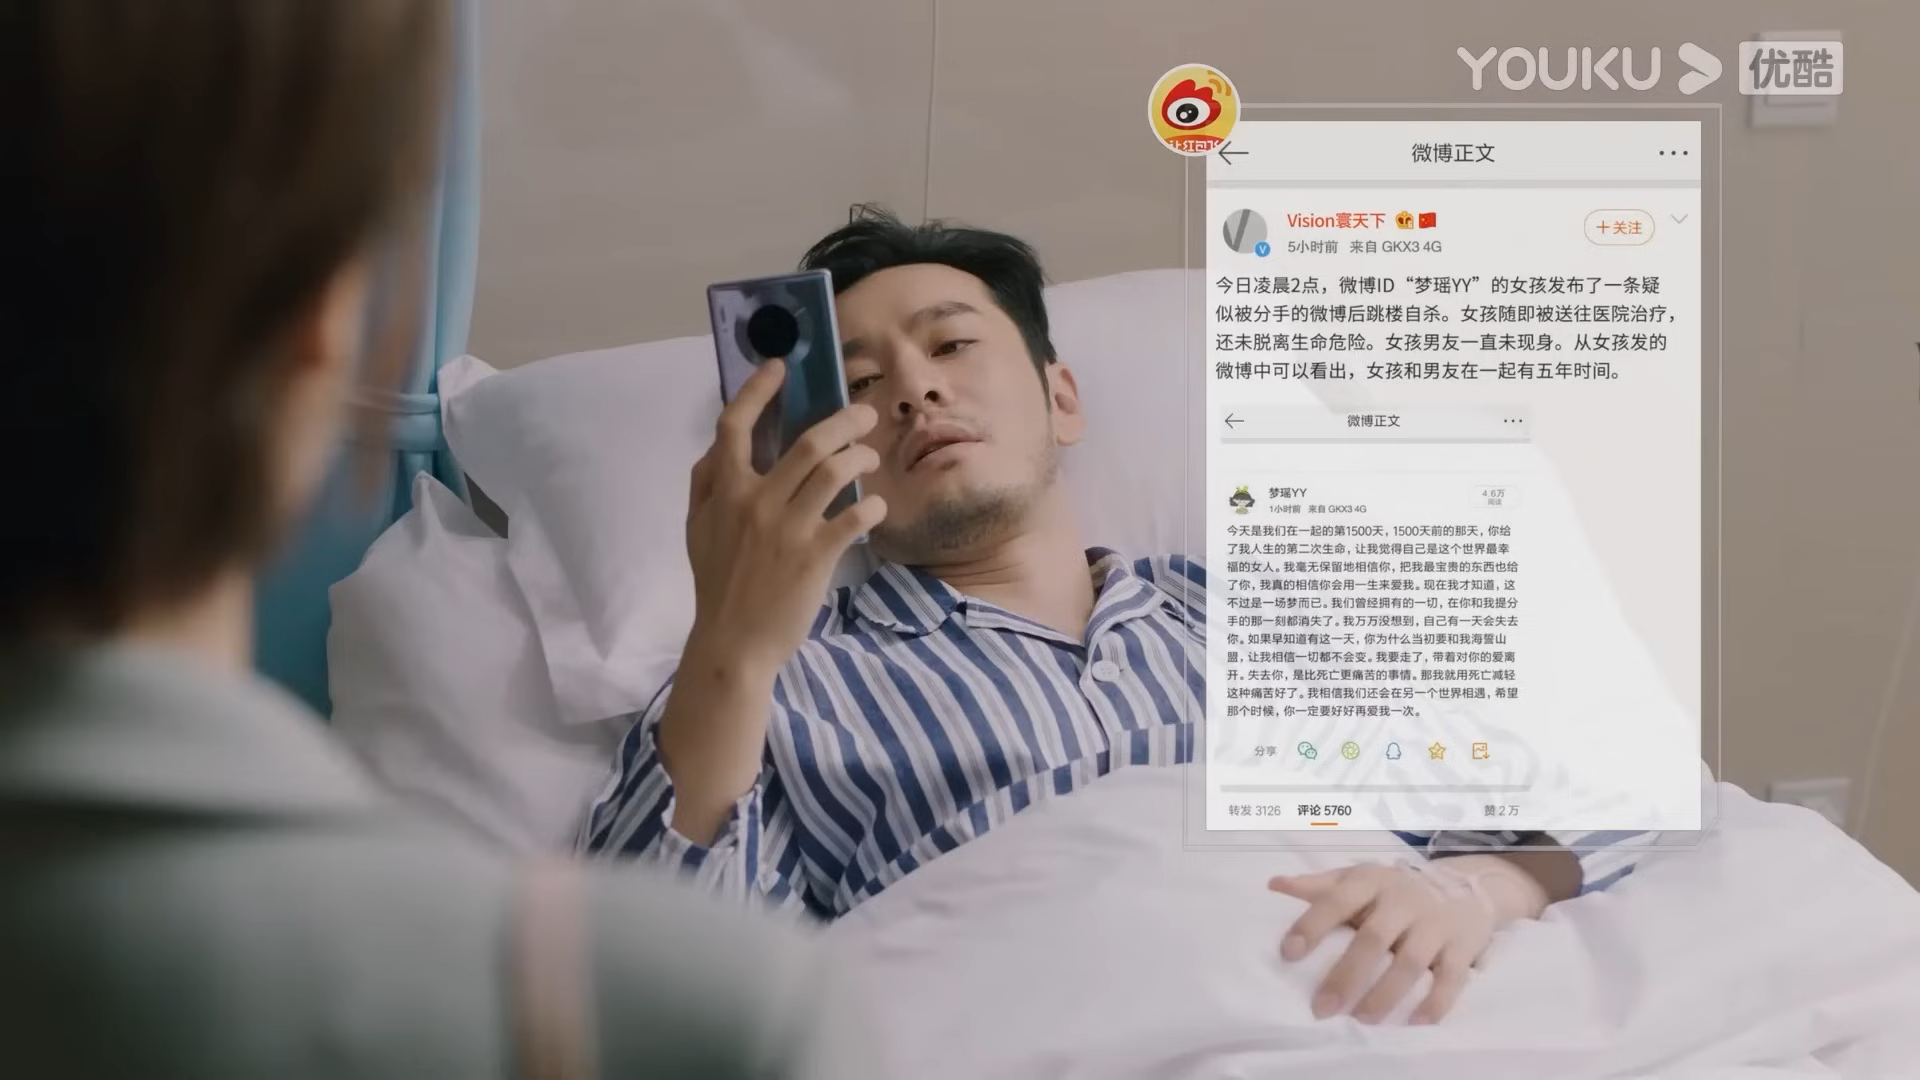 YOUKU 优酷
让红包飞
微博正文
Vision寰天下
＋关注
5小时前 来自 GKX3 4G
今日凌晨2点，微博ID“梦瑶YY”的女孩发布了一条疑
似被分手的微博后跳楼自杀。女孩随即被送往医院治疗，
还未脱离生命危险。女孩男友一直未现身。从女孩发的
微博中可以看出，女孩和男友在一起有五年时间。
微博正文
梦瑶YY
4.6万
阅读
1小时前 来自 GKX3 4G
今天是我们在一起的第1500天，1500天前的那天，你给
了我人生的第二次生命，让我觉得自己是这个世界最幸
福的女人。我毫无保留地相信你，把我最宝贵的东西也给
了你，我真的相信你会用一生来爱我。现在我才知道，这
不过是一场梦而已。我们曾经拥有的一切，在你和我提分
手的那一刻都消失了。我万万没想到，自己有一天会失去
你。如果早知道有这一天，你为什么当初要和我海誓山
盟，让我相信一切都不会变。我要走了，带着对你的爱离
开。失去你，是比死亡更痛苦的事情。那我就用死亡减轻
这种痛苦好了。我相信我们还会在另一个世界相遇，希望
那个时候，你一定要好好再爱我一次。
分享
转发 3126 评论 5760 赞 2 万